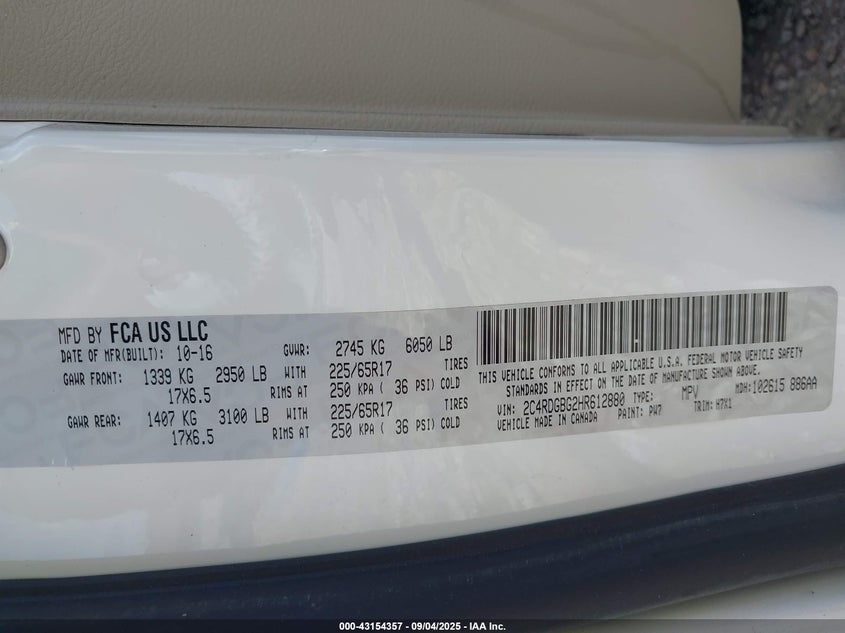 MFD BY FCA US LLC
DATE OF MFR(BUILT): 10-16 GVWR: 2745 KG 6050 LB
GAWR FRONT: 1339 KG 2950 LB WITH 225/65R17 TIRES
17X6.5 RIMS AT 250 KPA ( 36 PSI) COLD
GAWR REAR: 1407 KG 3100 LB WITH 225/65R17 TIRES
17X6.5 RIMS AT 250 KPA ( 36 PSI) COLD
THIS VEHICLE CONFORMS TO ALL APPLICABLE U.S.A. FEDERAL MOTOR VEHICLE SAFETY
STANDARDS IN EFFECT ON THE DATE OF MANUFACTURE SHOWN ABOVE.
VIN: 2C4RDGBG2HR612880 TYPE: MPV MDH: 102615 886AA
VEHICLE MADE IN CANADA PAINT: PW7 TRIM: H7X1
000-43154357 - 09/04/2025 - IAA Inc.